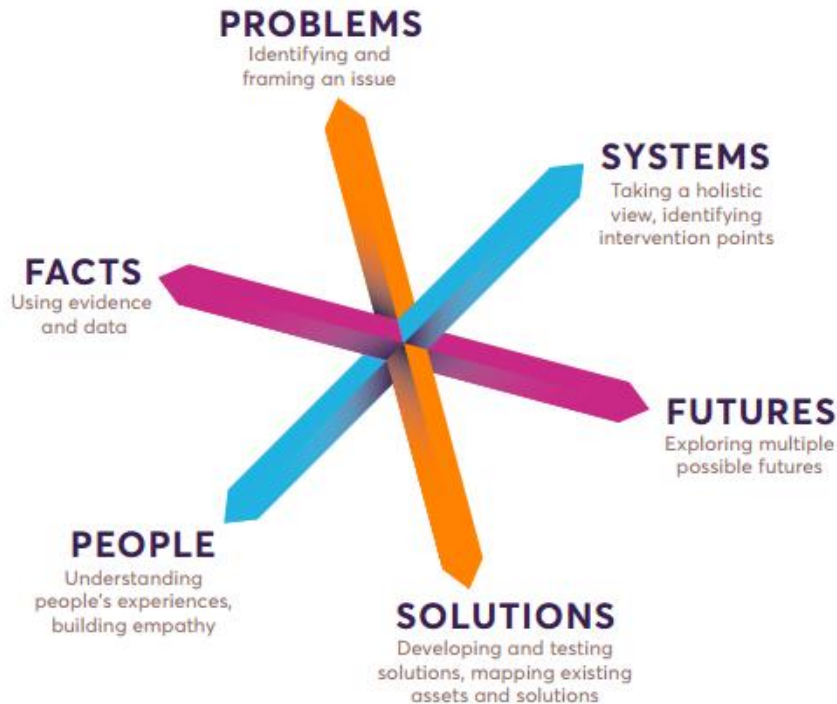 PROBLEMS
Identifying and
framing an issue
SYSTEMS
Taking a holistic
view, identifying
intervention points
FACTS
Using evidence
and data
FUTURES
Exploring multiple
possible futures
PEOPLE
Understanding
people's experiences,
building empathy
SOLUTIONS
Developing and testing
solutions, mapping existing
assets and solutions